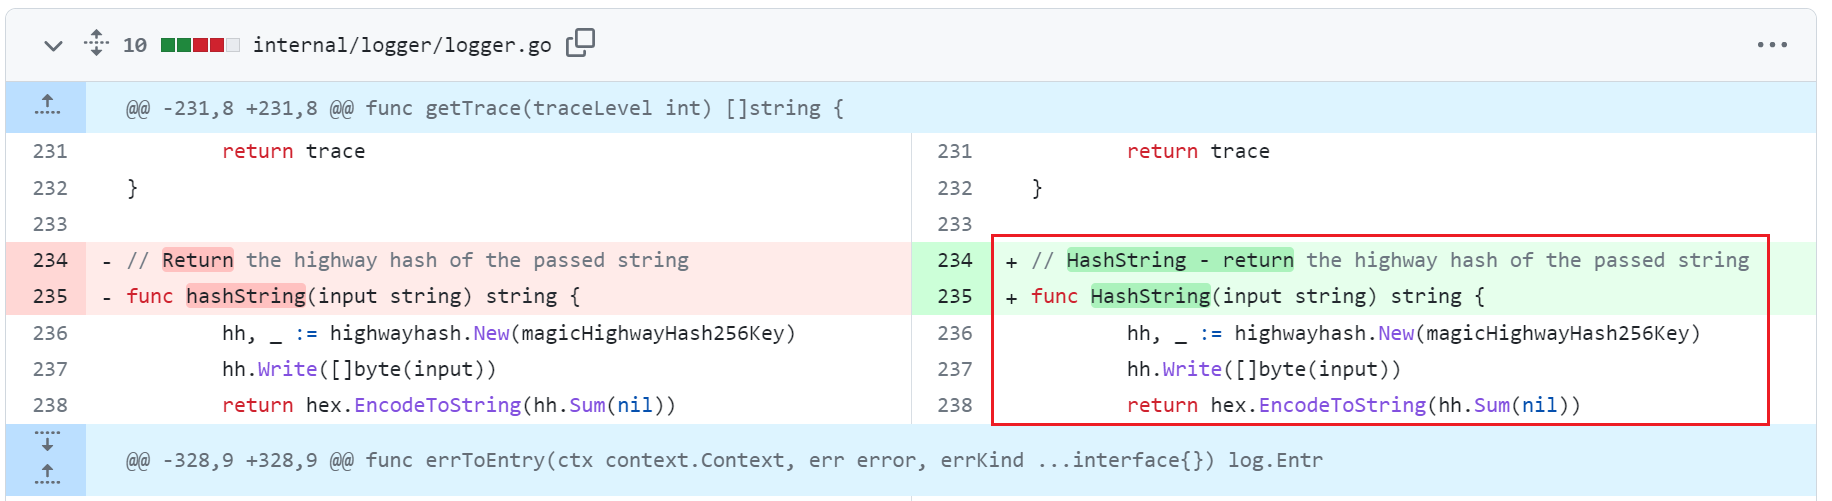 10 internal/logger/logger.go
@@ -231,8 +231,8 @@ func getTrace(traceLevel int) []string {
231 return trace
232 }
233
234 - // Return the highway hash of the passed string
235 - func hashString(input string) string {
236 hh, _ := highwayhash.New(magicHighwayHash256Key)
237 hh.Write([]byte(input))
238 return hex.EncodeToString(hh.Sum(nil))
231 return trace
232 }
233
234 + // HashString - return the highway hash of the passed string
235 + func HashString(input string) string {
236 hh, _ := highwayhash.New(magicHighwayHash256Key)
237 hh.Write([]byte(input))
238 return hex.EncodeToString(hh.Sum(nil))
@@ -328,9 +328,9 @@ func errToEntry(ctx context.Context, err error, errKind ...interface{}) log.Entr